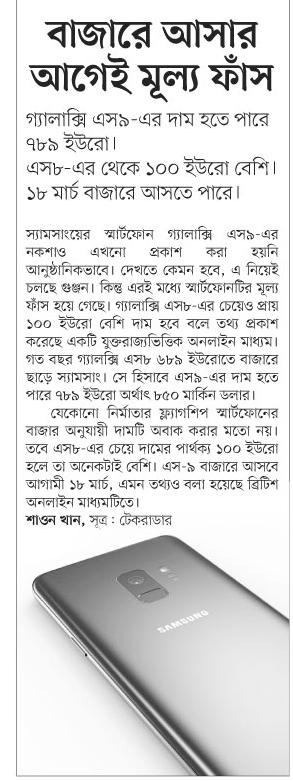 বাজারে আসার
আগেই মূল্য ফাঁস
গ্যালাক্সি এস৯-এর দাম হতে পারে
৭৮৯ ইউরো।
এস৮-এর থেকে ১০০ ইউরো বেশি।
১৮ মার্চ বাজারে আসতে পারে।
স্যামসাংয়ের স্মার্টফোন গ্যালাক্সি এস৯-এর
নকশাও এখনো প্রকাশ করা হয়নি
আনুষ্ঠানিকভাবে। দেখতে কেমন হবে, এ নিয়েই
চলছে গুঞ্জন। কিন্তু এরই মধ্যে স্মার্টফোনটির মূল্য
ফাঁস হয়ে গেছে। গ্যালাক্সি এস৮-এর চেয়েও প্রায়
১০০ ইউরো বেশি দাম হবে বলে তথ্য প্রকাশ
করেছে একটি যুক্তরাজ্যভিত্তিক অনলাইন মাধ্যম।
গত বছর গ্যালক্সি এস৮ ৬৮৯ ইউরোতে বাজারে
ছাড়ে স্যামসাং। সে হিসাবে এস৯-এর দাম হতে
পারে ৭৮৯ ইউরো অর্থাৎ ৮৫০ মার্কিন ডলার।
যেকোনো নির্মাতার ফ্ল্যাগশিপ স্মার্টফোনের
বাজার অনুযায়ী দামটি অবাক করার মতো নয়।
তবে এস৮-এর চেয়ে দামের পার্থক্য ১০০ ইউরো
হলে তা অনেকটাই বেশি। এস-৯ বাজারে আসবে
আগামী ১৮ মার্চ, এমন তথ্যও বলা হয়েছে ব্রিটিশ
অনলাইন মাধ্যমটিতে।
শাওন খান, সূত্র : টেকরাডার
SAMSUNG